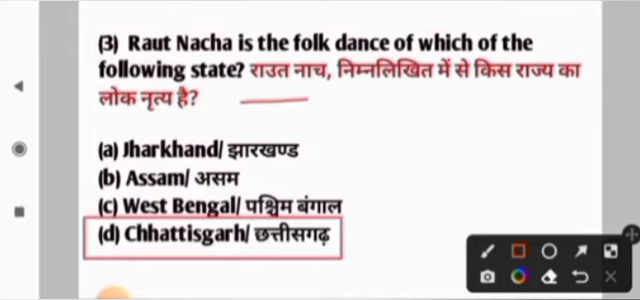 (3) Raut Nacha is the folk dance of which of the
following state? राउत नाच, निम्नलिखित में से किस राज्य का
लोक नृत्य है?
(a) Jharkhand/ झारखण्ड
(b) Assam/ असम
(c) West Bengal/ पश्चिम बंगाल
(d) Chhattisgarh/ छत्तीसगढ़